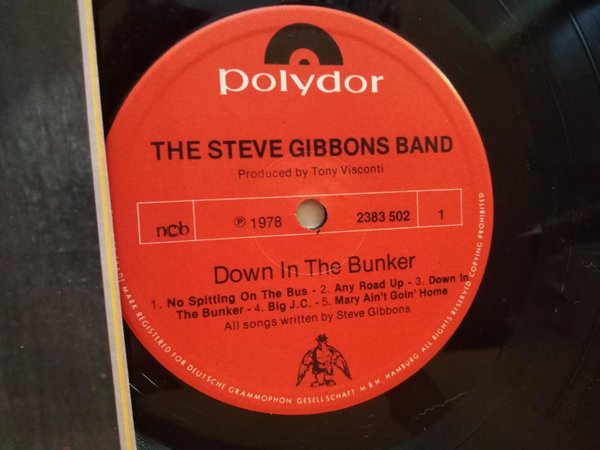 polydor
THE STEVE GIBBONS BAND
Produced by Tony Visconti
ncb ℗ 1978 2383 502 1
Down In The Bunker
1. No Spitting On The Bus - 2. Any Road Up - 3. Down in
The Bunker - 4. Big J.C. - 5. Mary Ain't Goin' Home
All songs written by Steve Gibbons
MARK REGISTERED FOR DEUTSCHE GRAMMOPHON GESELLSCHAFT M B H HAMBURG ALL RIGHTS RESERVED COPYING PROHIBITED